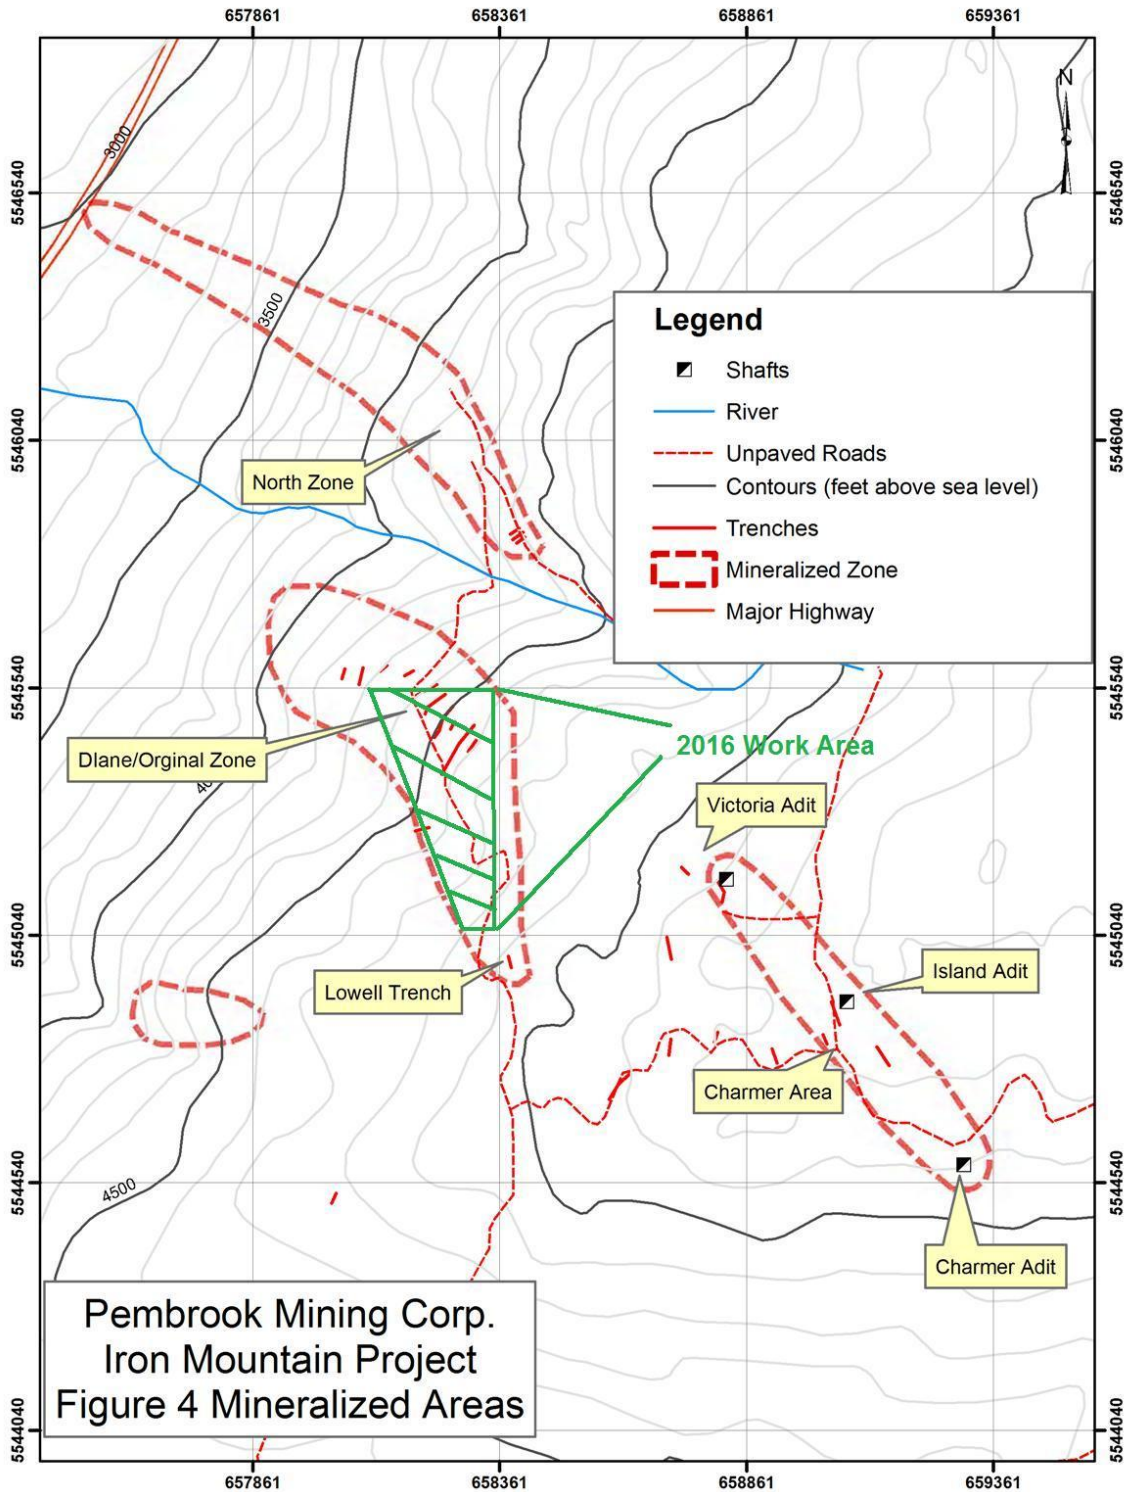 657861 658361 658861 659361
N
3000
5546540 5546540
3500
Legend
Shafts
River
5546040 5546040
Unpaved Roads
North Zone
Contours (feet above sea level)
Trenches
Mineralized Zone
Major Highway
5545540 5545540
2016 Work Area
Dlane/Orginal Zone
Victoria Adit
5545040 5545040
Island Adit
Lowell Trench
Charmer Area
5544540 5544540
4500
Charmer Adit
Pembrook Mining Corp.
Iron Mountain Project
Figure 4 Mineralized Areas
5544040 5544040
657861 658361 658861 659361